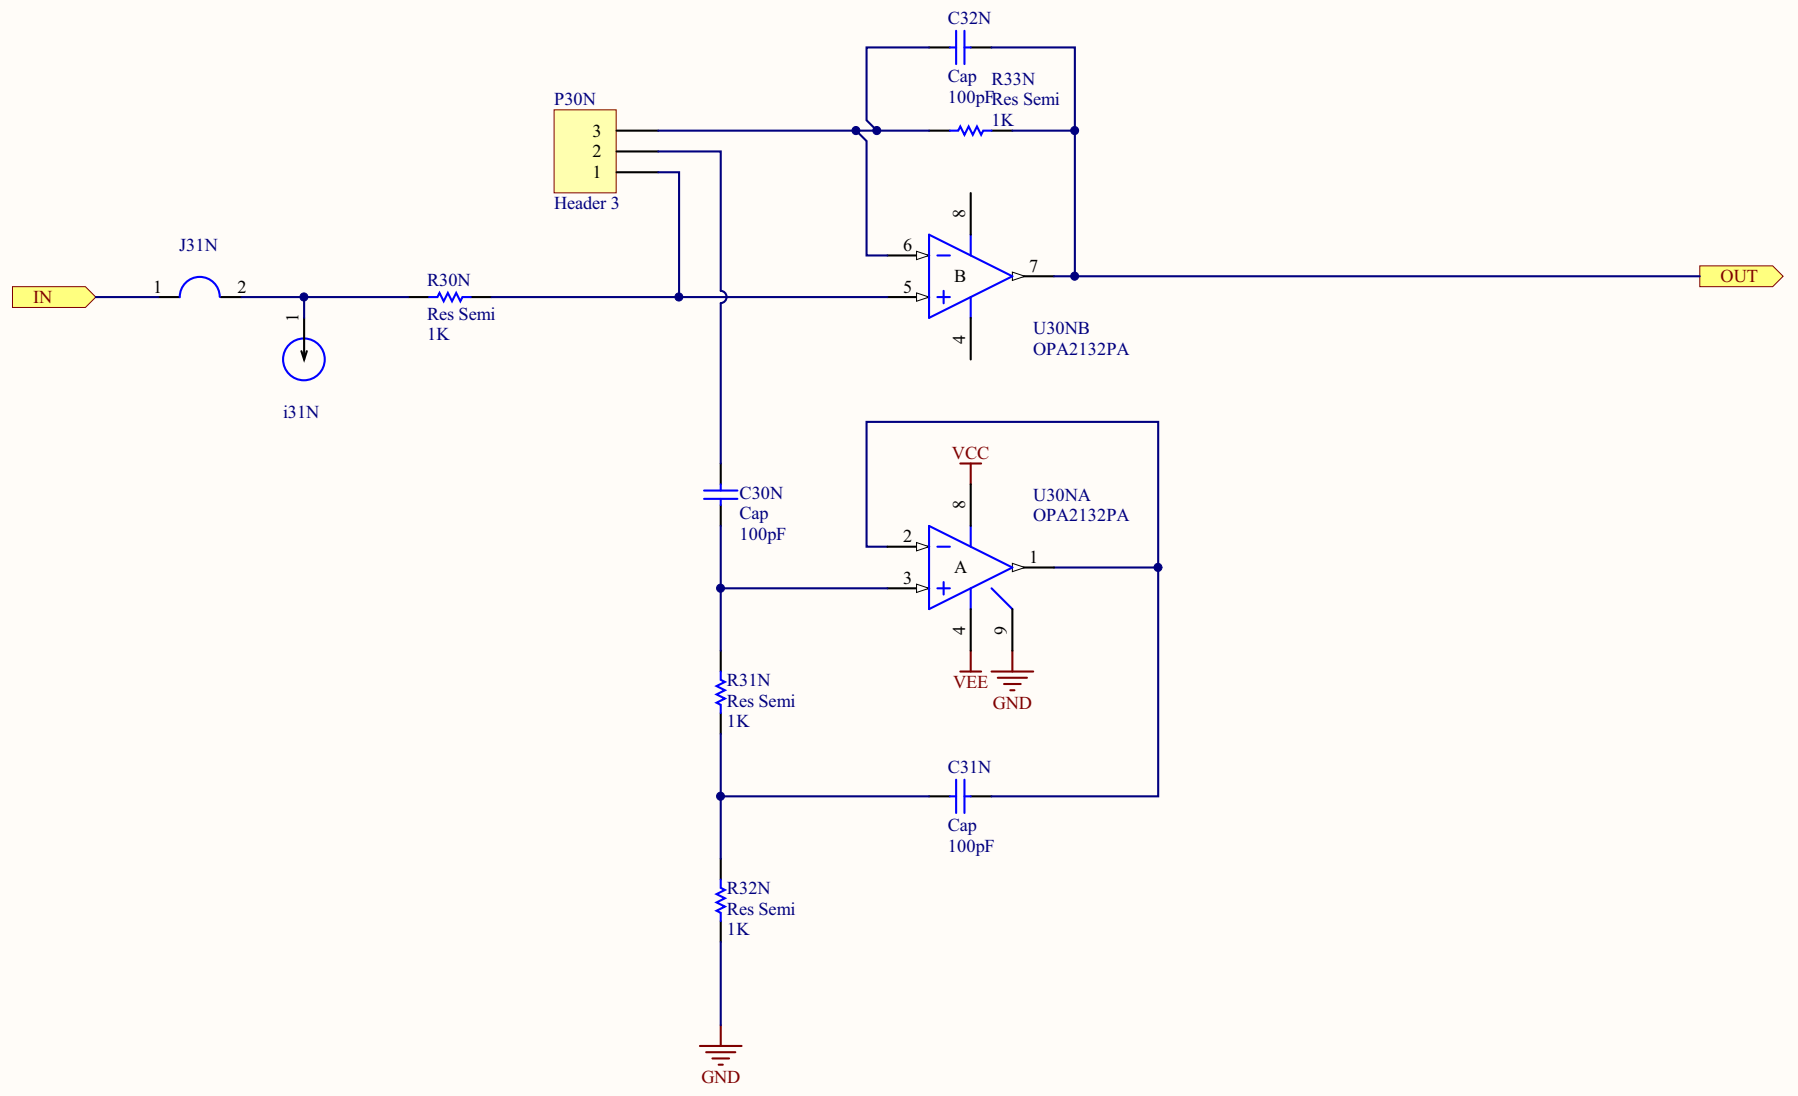 C32N
Cap
100pF
R33N
Res Semi
1K
P30N
3
2
1
Header 3
J31N
IN
1
2
1
i31N
R30N
Res Semi
1K
8
6
5
B
7
4
U30NB
OPA2132PA
OUT
VCC
8
U30NA
OPA2132PA
2
3
A
1
4
9
VEE
GND
C30N
Cap
100pF
R31N
Res Semi
1K
C31N
Cap
100pF
R32N
Res Semi
1K
GND